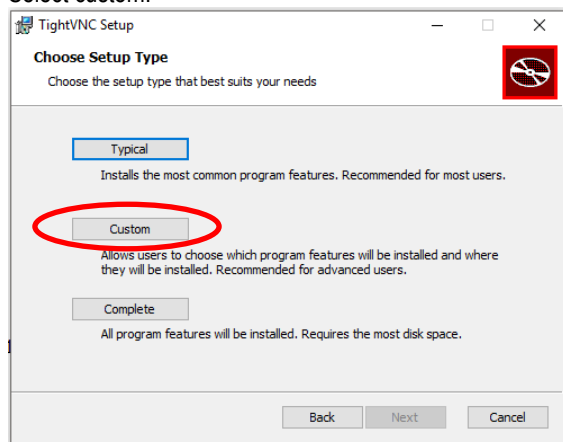 Select custom.
TightVNC Setup
Choose Setup Type
Choose the setup type that best suits your needs
Typical
Installs the most common program features. Recommended for most users.
Custom
Allows users to choose which program features will be installed and where
they will be installed. Recommended for advanced users.
Complete
All program features will be installed. Requires the most disk space.
Back
Next
Cancel